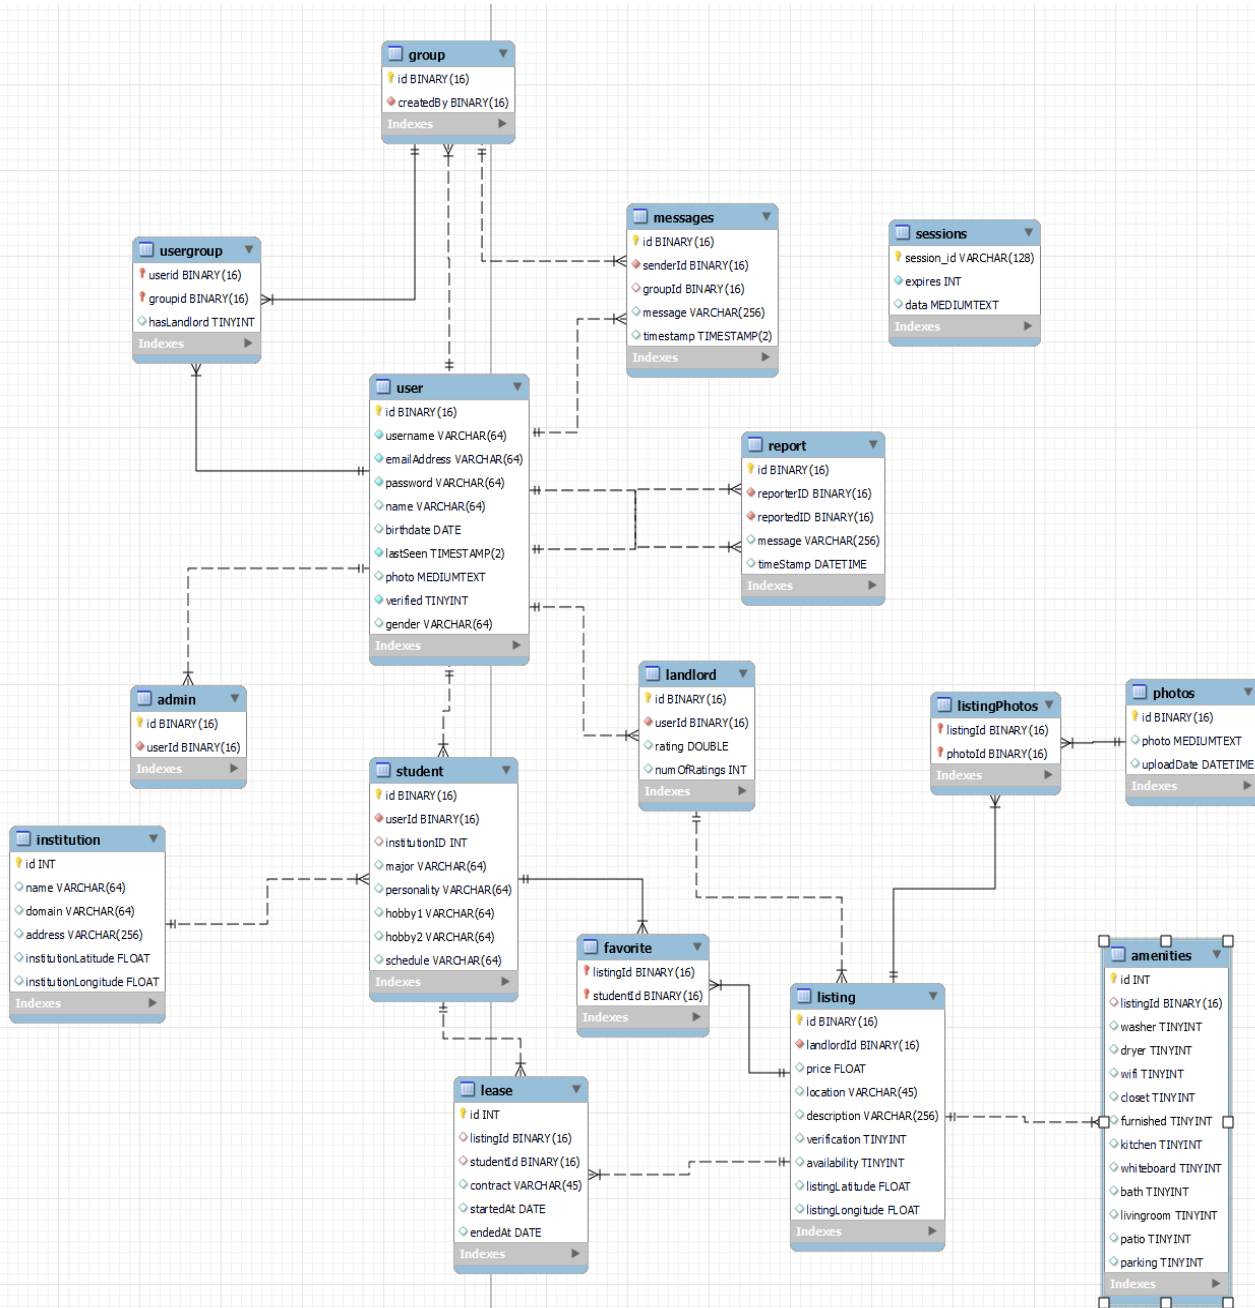 group
id BINARY(16)
createdBy BINARY(16)
Indexes
messages
id BINARY(16)
senderId BINARY(16)
groupId BINARY(16)
message VARCHAR(256)
timestamp TIMESTAMP(2)
Indexes
sessions
session_id VARCHAR(128)
expires INT
data MEDIUMTEXT
Indexes
usergroup
userid BINARY(16)
groupid BINARY(16)
hasLandlord TINYINT
Indexes
user
id BINARY(16)
username VARCHAR(64)
emailAddress VARCHAR(64)
password VARCHAR(64)
name VARCHAR(64)
birthdate DATE
lastSeen TIMESTAMP(2)
photo MEDIUMTEXT
verified TINYINT
gender VARCHAR(64)
Indexes
report
id BINARY(16)
reporterID BINARY(16)
reportedID BINARY(16)
message VARCHAR(256)
timeStamp DATETIME
Indexes
admin
id BINARY(16)
userId BINARY(16)
Indexes
landlord
id BINARY(16)
userId BINARY(16)
rating DOUBLE
numOfRatings INT
Indexes
listingPhotos
listingId BINARY(16)
photoId BINARY(16)
Indexes
photos
id BINARY(16)
photo MEDIUMTEXT
uploadDate DATETIME
Indexes
student
id BINARY(16)
userId BINARY(16)
institutionID INT
major VARCHAR(64)
personality VARCHAR(64)
hobby1 VARCHAR(64)
hobby2 VARCHAR(64)
schedule VARCHAR(64)
Indexes
institution
id INT
name VARCHAR(64)
domain VARCHAR(64)
address VARCHAR(256)
institutionLatitude FLOAT
institutionLongitude FLOAT
Indexes
favorite
listingId BINARY(16)
studentId BINARY(16)
Indexes
listing
id BINARY(16)
landlordId BINARY(16)
price FLOAT
location VARCHAR(45)
description VARCHAR(256)
verification TINYINT
availability TINYINT
listingLatitude FLOAT
listingLongitude FLOAT
Indexes
amenities
id INT
listingId BINARY(16)
washer TINYINT
dryer TINYINT
wifi TINYINT
closet TINYINT
furnished TINYINT
kitchen TINYINT
whiteboard TINYINT
bath TINYINT
livingroom TINYINT
patio TINYINT
parking TINYINT
Indexes
lease
id INT
listingId BINARY(16)
studentId BINARY(16)
contract VARCHAR(45)
startedAt DATE
endedAt DATE
Indexes